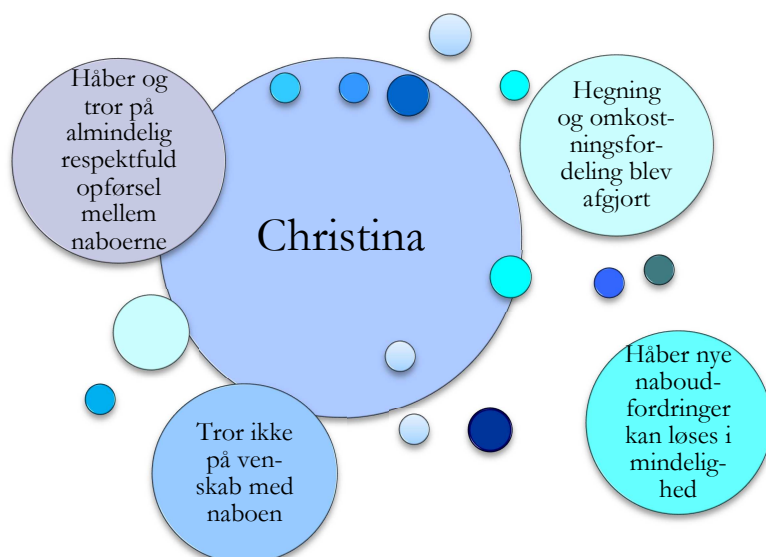 Håber og
tror på
almindelig
respektfuld
opførsel
mellem
naboerne
Hegning
og omkost-
ningsfor-
deling blev
afgjort
Christina
Håber nye
naboud-
fordringer
kan løses i
mindelig-
hed
Tror ikke
på ven-
skab med
naboen